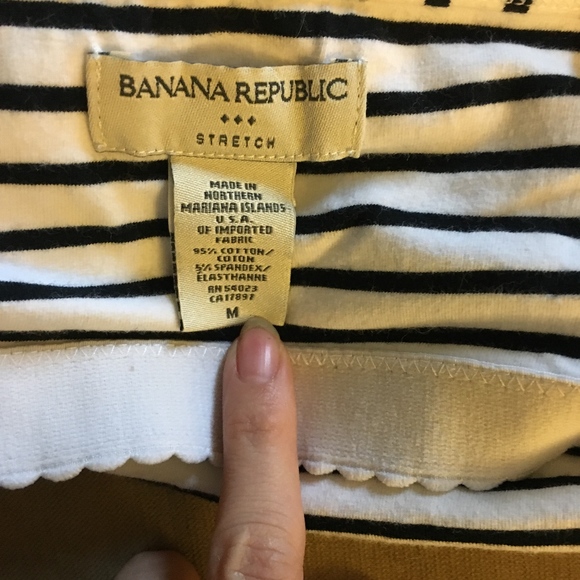 BANANA REPUBLIC
STRETCH
MADE IN
NORTHERN
MARIANA ISLANDS
U.S.A.
OF IMPORTED
FABRIC
95% COTTON/
COTON
5% SPANDEX/
ELASTHANNE
RN 54023
CA17897
M